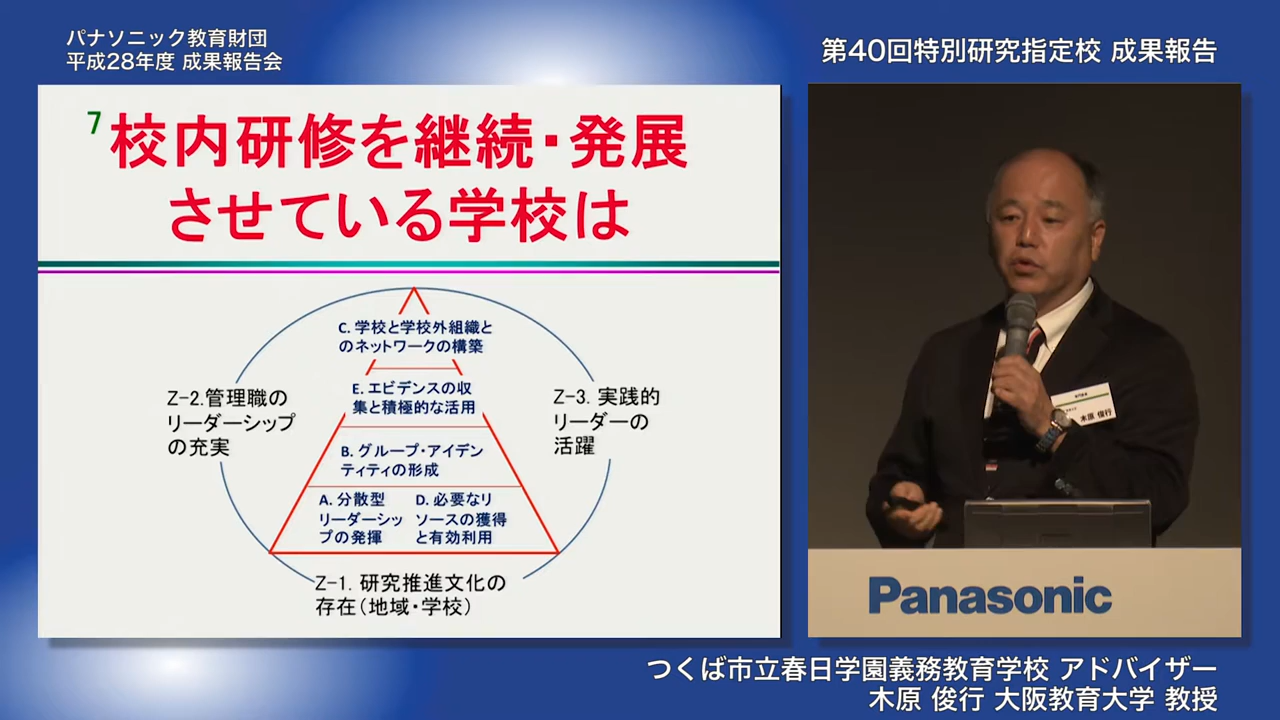 パナソニック教育財団
平成28年度 成果報告会
第40回特別研究指定校 成果報告
7
校内研修を継続・発展
させている学校は
C. 学校と学校外組織と
のネットワークの構築
E. エビデンスの収
集と積極的な活用
B. グループ・アイデン
ティティの形成
A. 分散型
リーダーシッ
プの発揮
D. 必要なリ
ソースの獲得
と有効利用
Z-2.管理職の
リーダーシップ
の充実
Z-3. 実践的
リーダーの
活躍
Z-1. 研究推進文化の
存在(地域・学校)
木原 俊行
Panasonic
つくば市立春日学園義務教育学校 アドバイザー
木原 俊行 大阪教育大学 教授